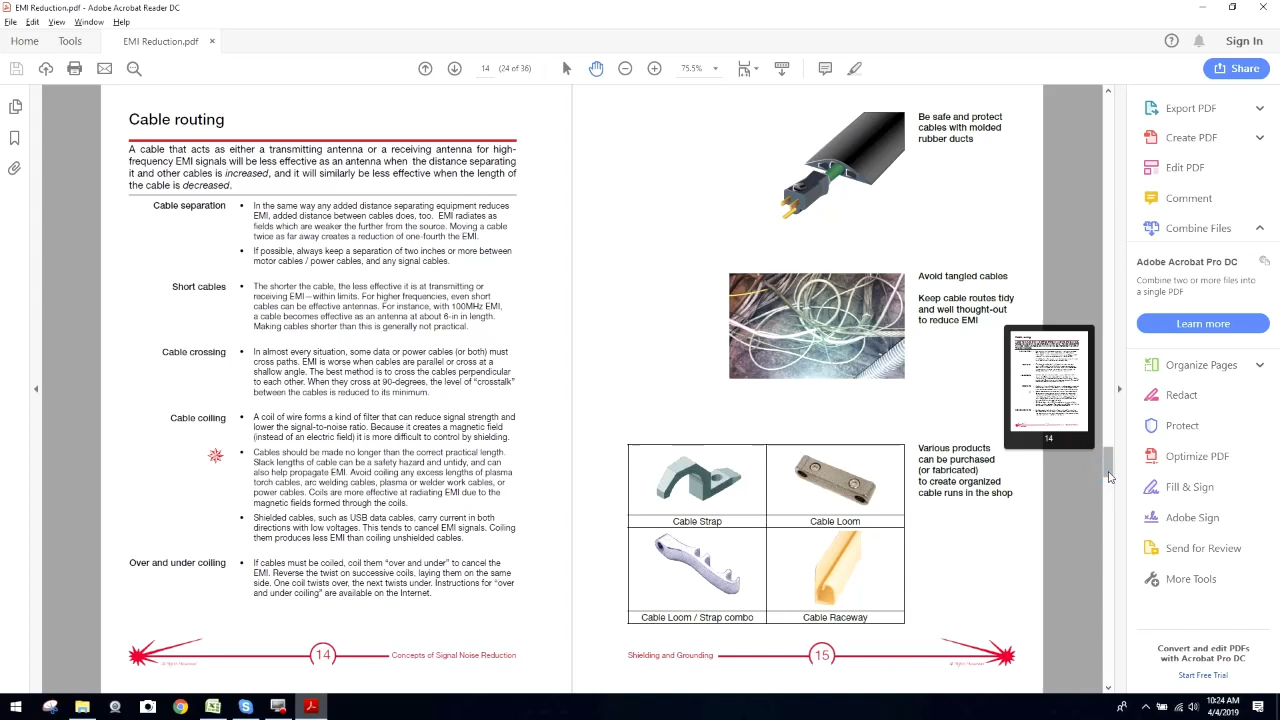 EMI Reduction.pdf - Adobe Acrobat Reader DC
File Edit View Window Help
Home Tools EMI Reduction.pdf × Sign In
14 (24 of 36) 75.5% Share
Cable routing
A cable that acts as either a transmitting antenna or a receiving antenna for high-
frequency EMI signals will be less effective as an antenna when the distance separating
it and other cables is increased, and it will similarly be less effective when the length of
the cable is decreased.
Cable separation • In the same way any added distance separating equipment reduces
EMI, added distance between cables does, too. EMI radiates as
fields which are weaker the further from the source. Moving a cable
twice as far away creates a reduction of one-fourth the EMI.
• If possible, always keep a separation of two inches or more between
motor cables / power cables, and any signal cables.
Short cables • The shorter the cable, the less effective it is at transmitting or
receiving EMI—within limits. For higher frequencies, even short
cables can be effective antennas. For instance, with 100MHz EMI,
a cable becomes effective as an antenna at about 6-in in length.
Making cables shorter than this is generally not practical.
Cable crossing • In almost every situation, some data or power cables (or both) must
cross paths. EMI is worse when cables are parallel or cross at a
shallow angle. The best method is to cross the cables perpendicular
to each other. When they cross at 90-degrees, the level of “crosstalk”
between the cables is reduced to its minimum.
Cable coiling • A coil of wire forms a kind of filter that can reduce signal strength and
lower the signal-to-noise ratio. Because it creates a magnetic field
(instead of an electric field) it is more difficult to control by shielding.
• Cables should be made no longer than the correct practical length.
Slack lengths of cable can be a safety hazard and untidy, and can
also help propagate EMI. Avoid coiling any excess lengths of plasma
torch cables, arc welding cables, plasma or welder work cables, or
power cables. Coils are more effective at radiating EMI due to the
magnetic fields formed through the coils.
• Shielded cables, such as USB data cables, carry current in both
directions with low voltages. This tends to cancel EMI signals. Coiling
them produces less EMI than coiling unshielded cables.
Over and under coiling • If cables must be coiled, coil them “over and under” to cancel the
EMI. Reverse the twist on successive coils, laying them on the same
side. One coil twists over, the next twists under. Instructions for “over
and under coiling” are available on the Internet.
14 Concepts of Signal Noise Reduction
All Rights Reserved
Be safe and protect
cables with molded
rubber ducts
Avoid tangled cables
Keep cable routes tidy
and well thought-out
to reduce EMI
Various products
can be purchased
(or fabricated)
to create organized
cable runs in the shop
Cable Strap Cable Loom
Cable Loom / Strap combo Cable Raceway
Shielding and Grounding 15
All Rights Reserved
14
Export PDF
Create PDF
Edit PDF
Comment
Combine Files
Adobe Acrobat Pro DC
Combine two or more files into
a single PDF
Learn more
Organize Pages
Redact
Protect
Optimize PDF
Fill & Sign
Adobe Sign
Send for Review
More Tools
Convert and edit PDFs
with Acrobat Pro DC
Start Free Trial
10:24 AM
4/4/2019